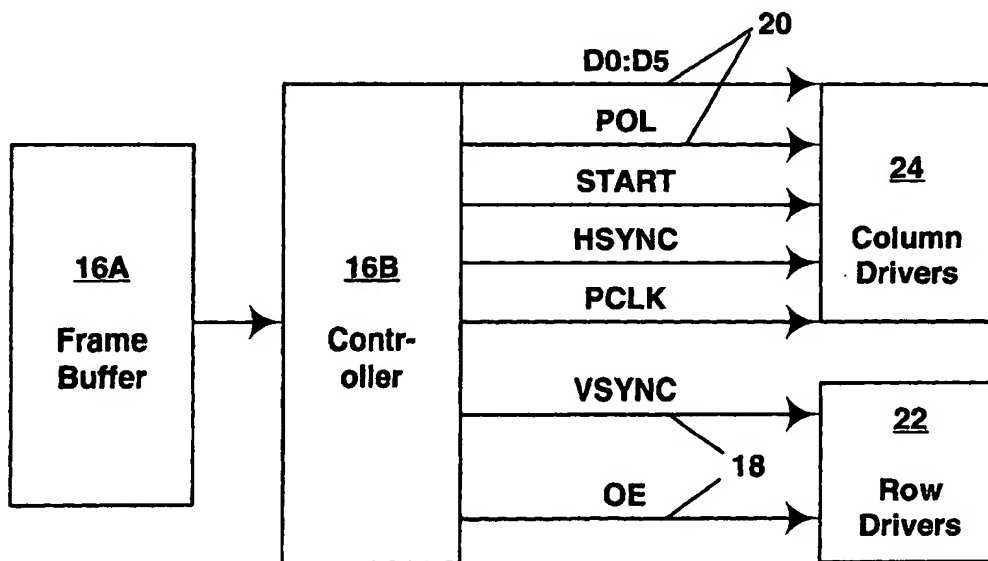 20
D0:D5
POL
START
HSYNC
PCLK
VSYNC
18
OE
16A
Frame
Buffer
16B
Contr-
oller
24
Column
Drivers
22
Row
Drivers